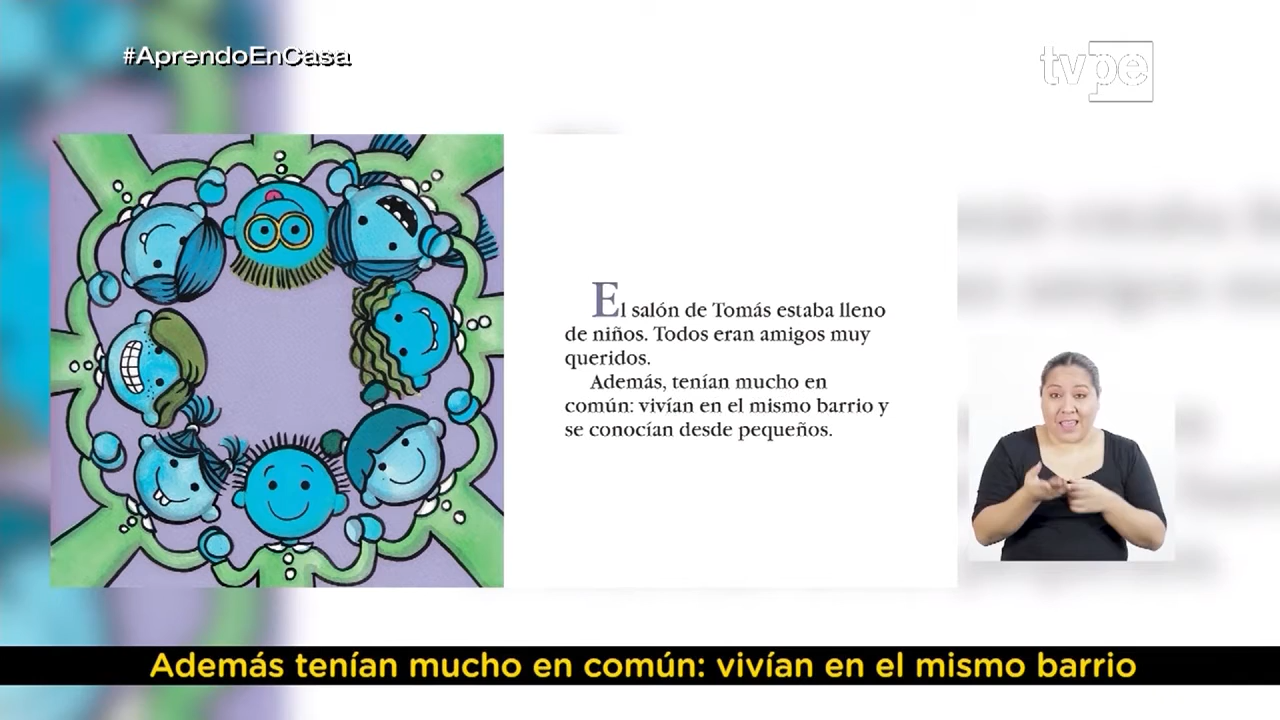 #AprendoEnCasa
tvpe
El salón de Tomás estaba lleno
de niños. Todos eran amigos muy
queridos.
Además, tenían mucho en
común: vivían en el mismo barrio y
se conocían desde pequeños.
Además tenían mucho en común: vivían en el mismo barrio